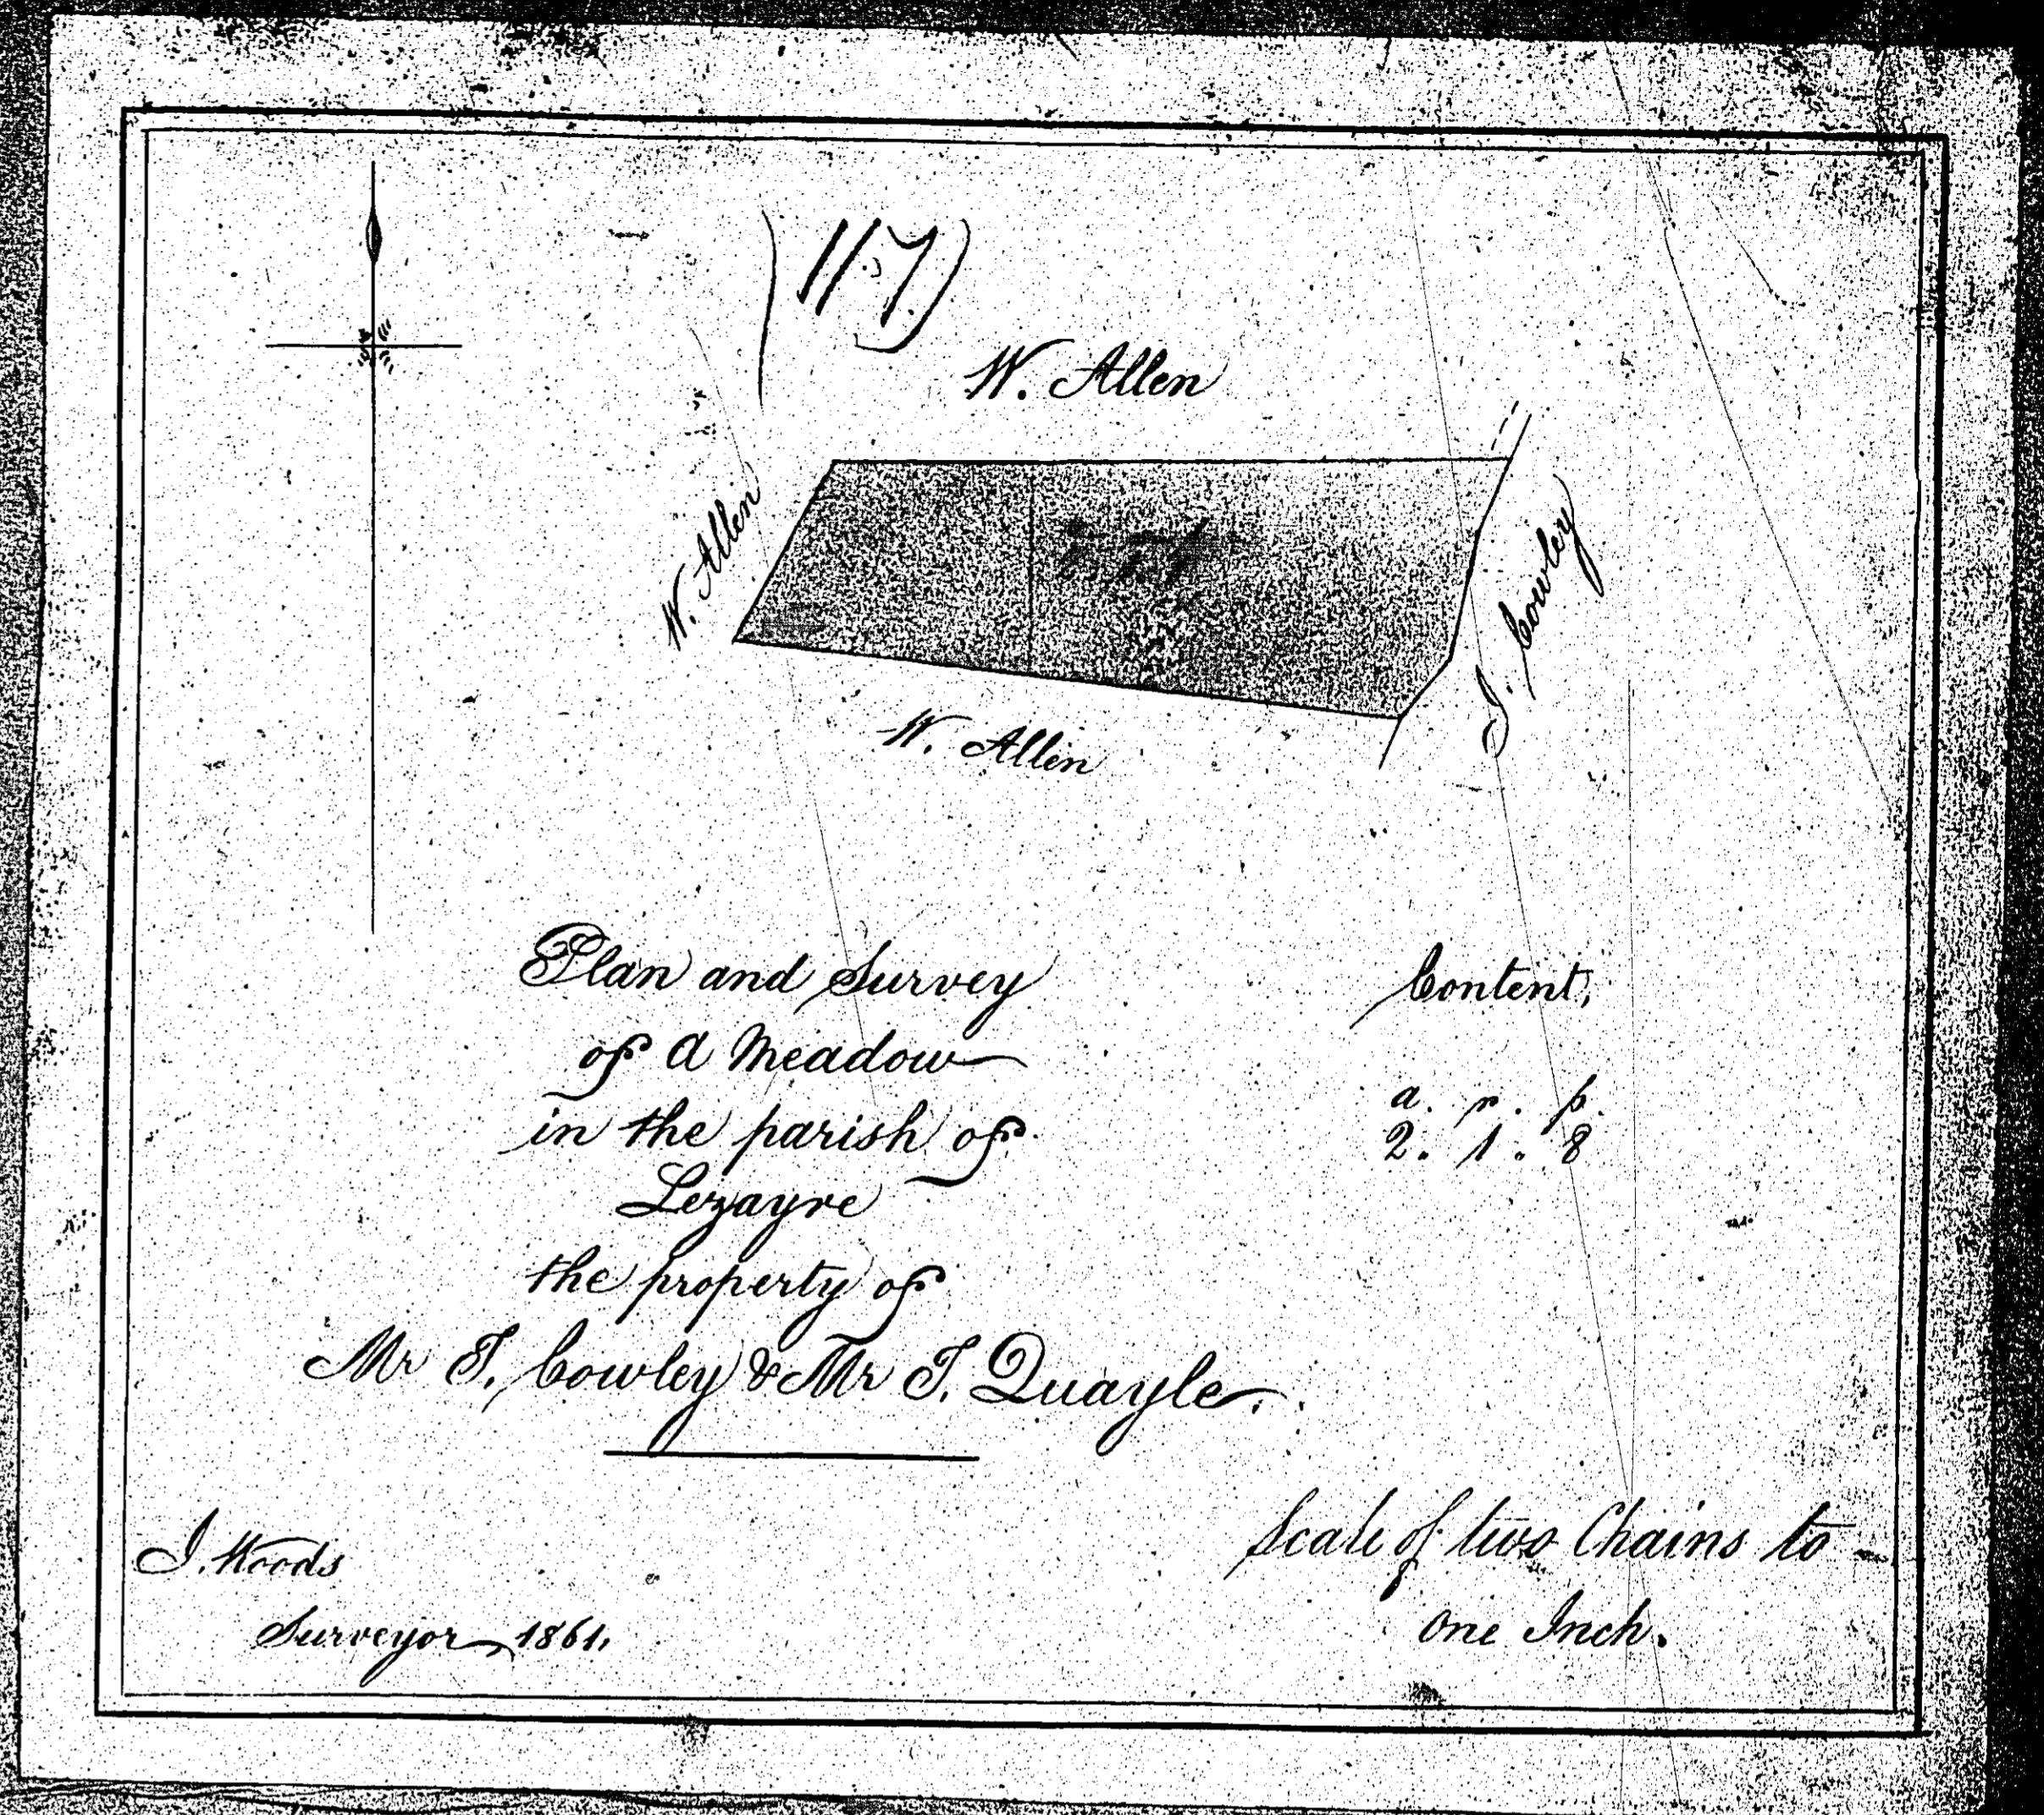 (117)
W. Allen
W. Allen
J. Cowley
W. Allen
Plan and Survey
of a Meadow
in the parish of
Lezayre
the property of
Mr T. Cowley & Mr T. Quayle.
Content,
a. r. p.
2. 1. 8
J. Woods
Surveyor, 1861,
Scale of two Chains to
one Inch.